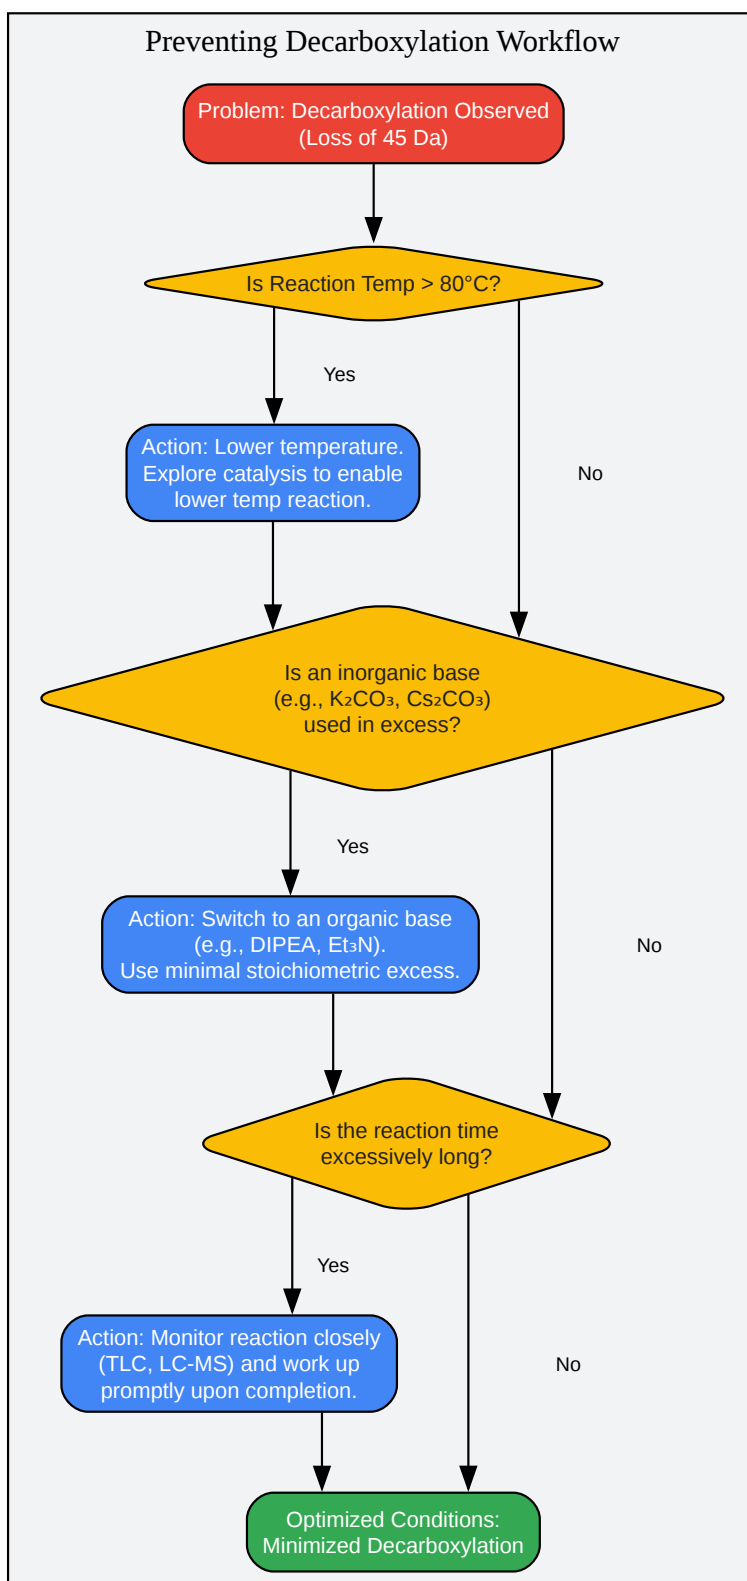 Preventing Decarboxylation Workflow
Problem: Decarboxylation Observed
(Loss of 45 Da)
Is Reaction Temp > 80°C?
Yes
Action: Lower temperature.
Explore catalysis to enable
lower temp reaction.
No
Is an inorganic base
(e.g., K₂CO₃, Cs₂CO₃)
used in excess?
Yes
Action: Switch to an organic base
(e.g., DIPEA, Et₃N).
Use minimal stoichiometric excess.
No
Is the reaction time
excessively long?
Yes
Action: Monitor reaction closely
(TLC, LC-MS) and work up
promptly upon completion.
No
Optimized Conditions:
Minimized Decarboxylation